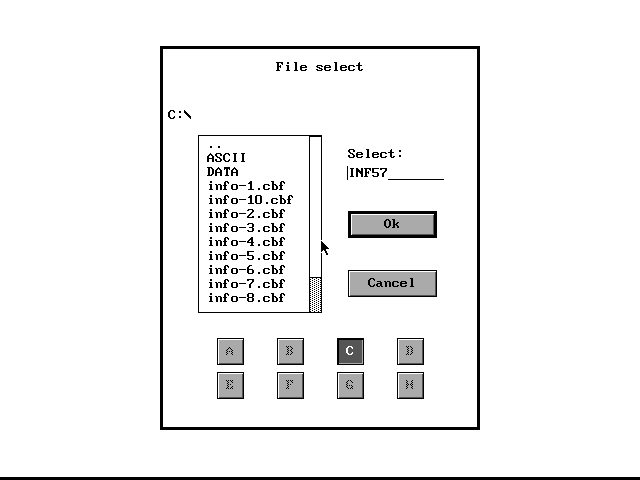 File select
C:\
..
ASCII
DATA
info-1.cbf
info-10.cbf
info-2.cbf
info-3.cbf
info-4.cbf
info-5.cbf
info-6.cbf
info-7.cbf
info-8.cbf
Select:
INF57________
Ok
Cancel
A B C D
E F G H